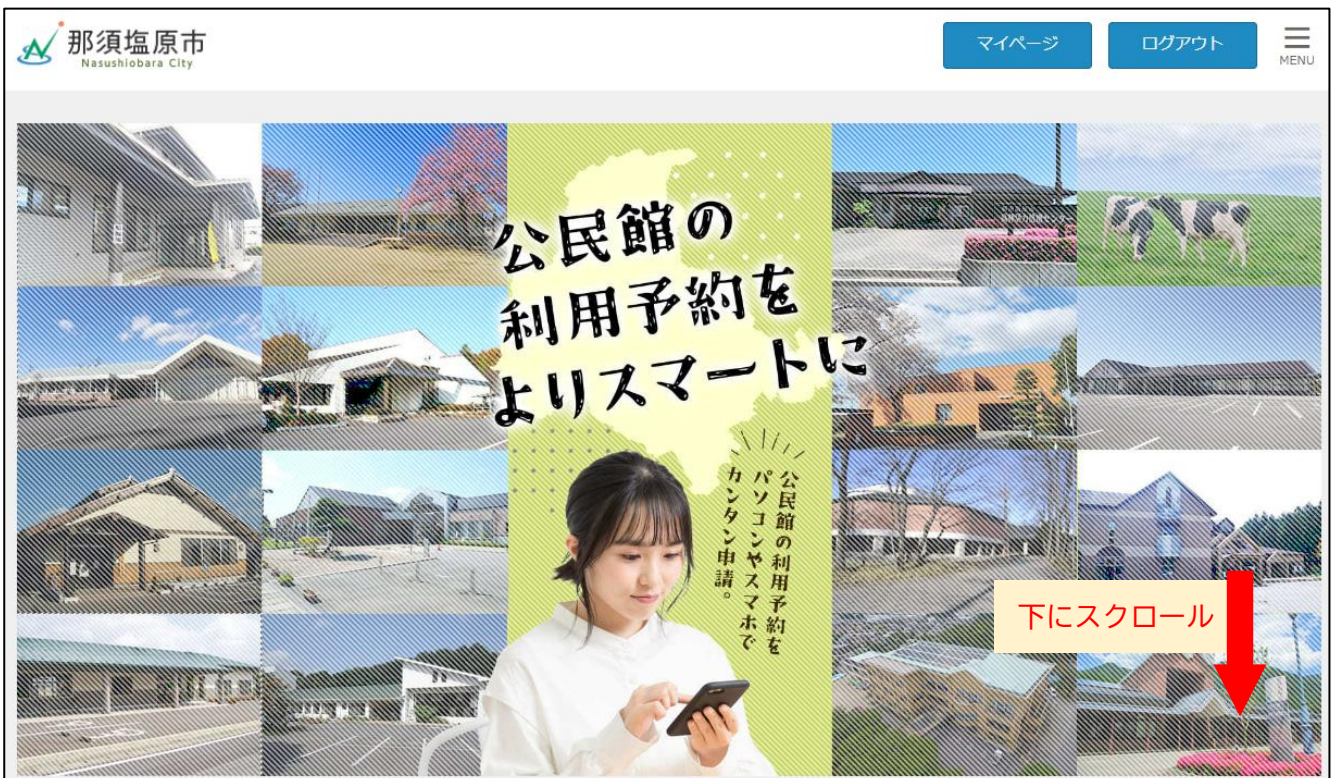 那須塩原市
Nasushiobara City
マイページ
ログアウト
MENU
公民館の
利用予約を
よりスマートに
公民館の利用予約を
パソコンやスマホで
カンタン申請。
下にスクロール